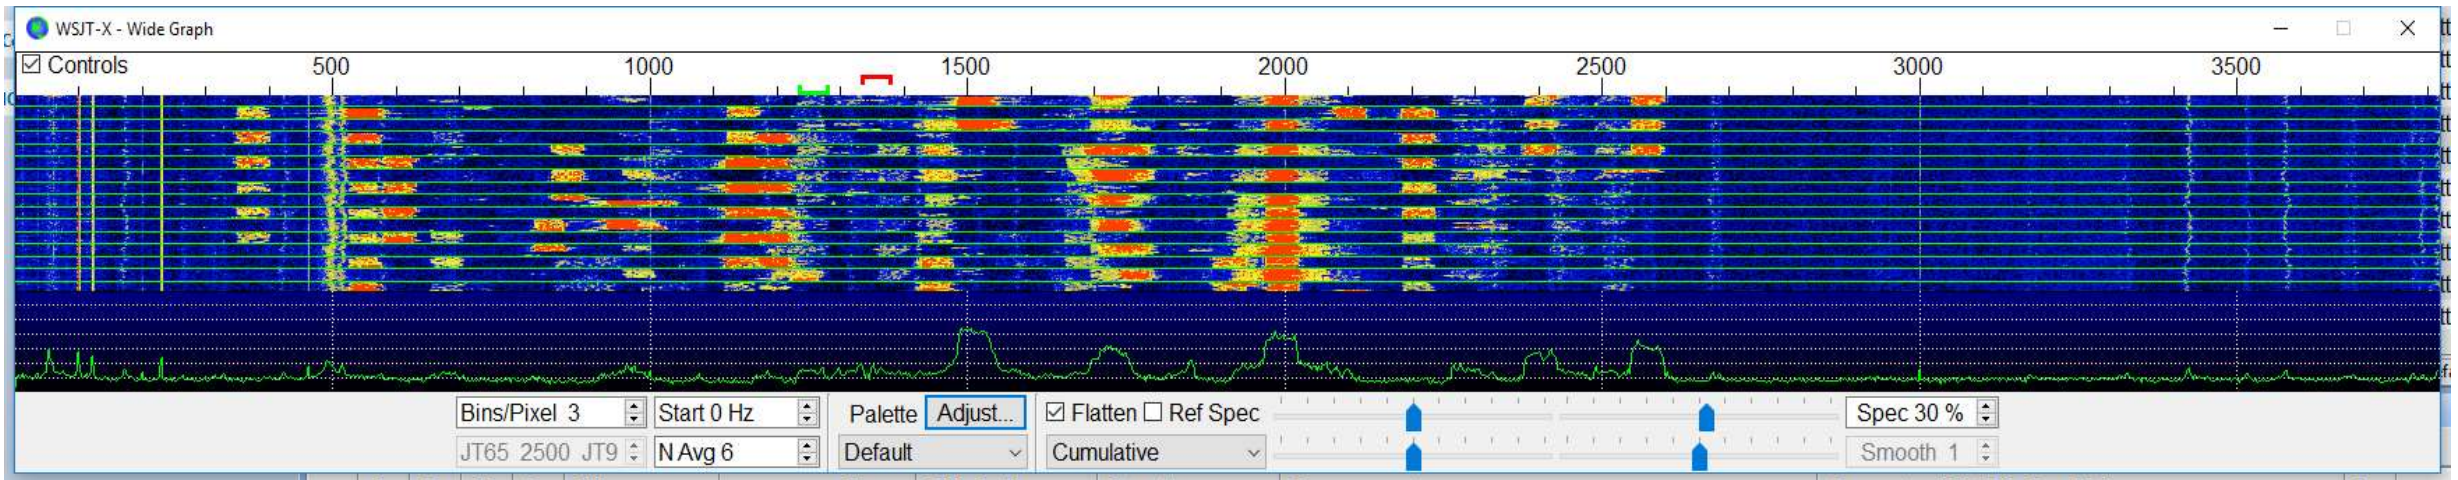 WSJT-X - Wide Graph
Controls 500 1000 1500 2000 2500 3000 3500
Bins/Pixel 3 Start 0 Hz Palette Adjust... Flatten Ref Spec Spec 30 %
JT65 2500 JT9 N Avg 6 Default Cumulative Smooth 1